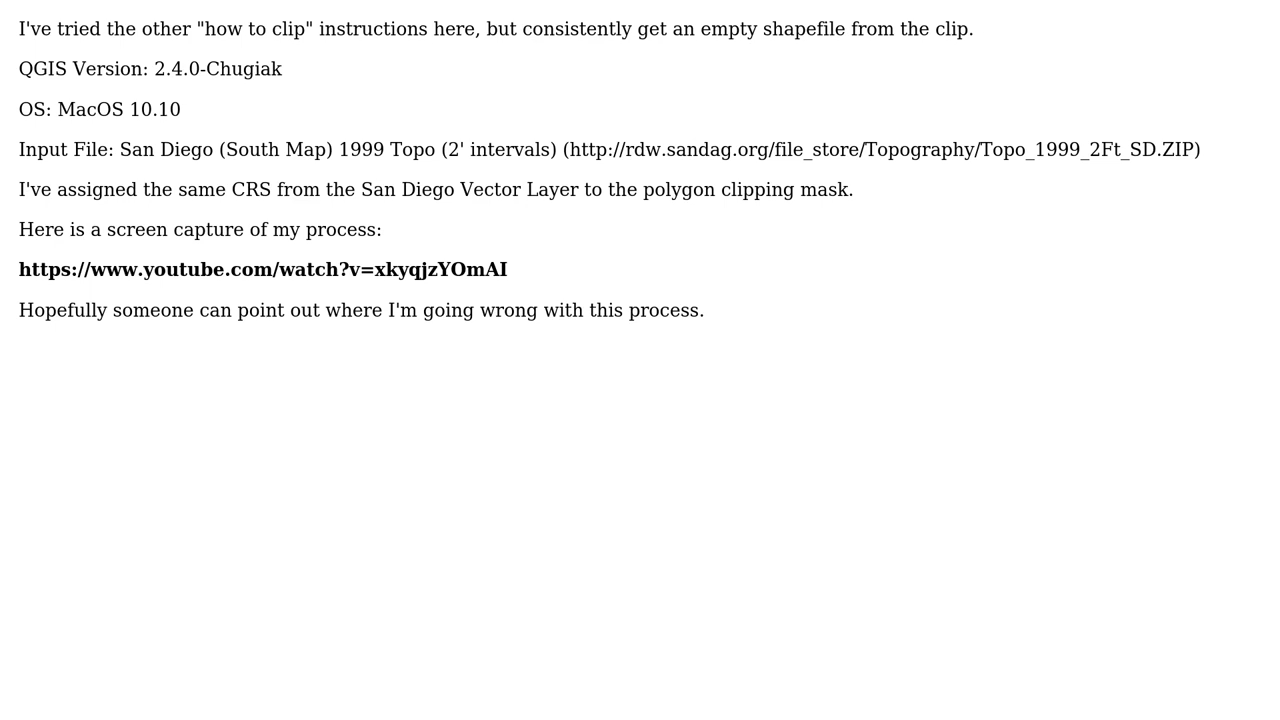 I've tried the other "how to clip" instructions here, but consistently get an empty shapefile from the clip.
QGIS Version: 2.4.0-Chugiak
OS: MacOS 10.10
Input File: San Diego (South Map) 1999 Topo (2' intervals) (http://rdw.sandag.org/file_store/Topography/Topo_1999_2Ft_SD.ZIP)
I've assigned the same CRS from the San Diego Vector Layer to the polygon clipping mask.
Here is a screen capture of my process:
https://www.youtube.com/watch?v=xkyqjzYOmAI
Hopefully someone can point out where I'm going wrong with this process.